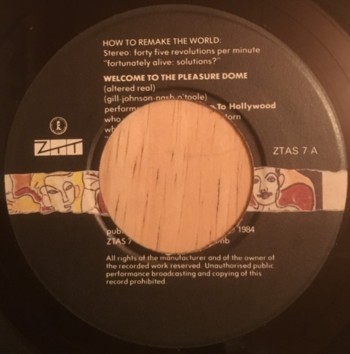 HOW TO REMAKE THE WORLD:
Stereo: forty five revolutions per minute
"fortunately alive: solutions?"
WELCOME TO THE PLEASURE DOME
(altered real)
(gill·johnson·nash·o'toole)
To Hollywood
who
ZTT
ZTAS 7 A
1984
ZTAS 7
All rights of the manufacturer and of the owner of
the recorded work reserved. Unauthorised public
performance broadcasting and copying of this
record prohibited.